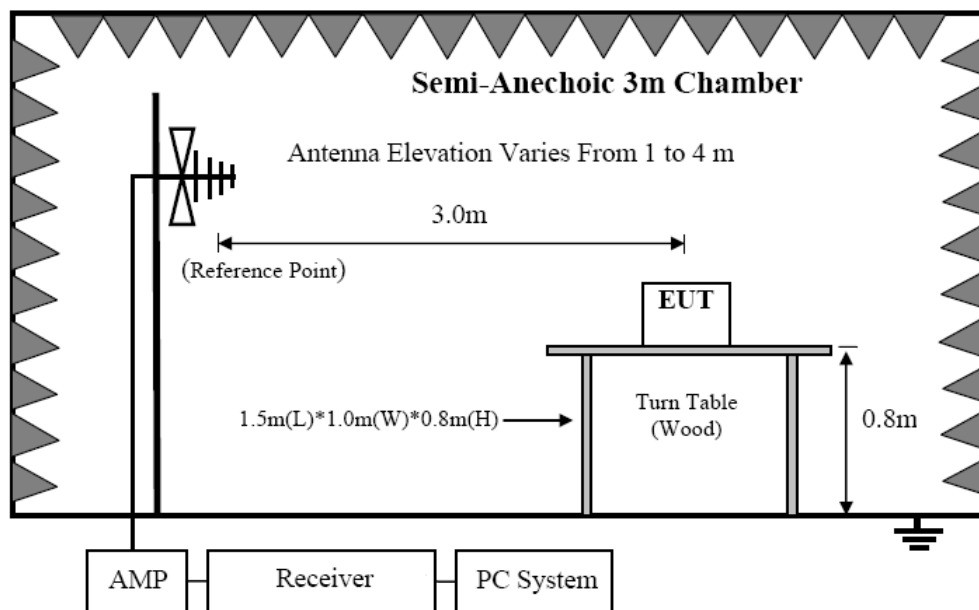 Semi-Anechoic 3m Chamber
Antenna Elevation Varies From 1 to 4 m
3.0m
(Reference Point)
EUT
1.5m(L)*1.0m(W)*0.8m(H)
Turn Table
(Wood)
0.8m
AMP
Receiver
PC System